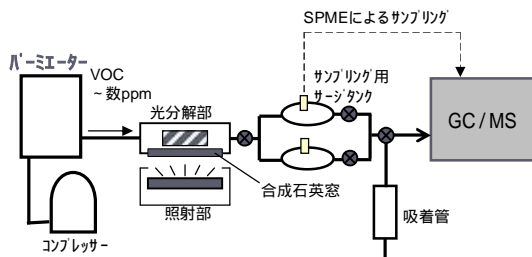 SPMEによるサンプリング
パーミエーター
VOC
~数ppm
サンプリング用
サージタンク
光分解部
GC/MS
合成石英窓
照射部
吸着管
コンプレッサー